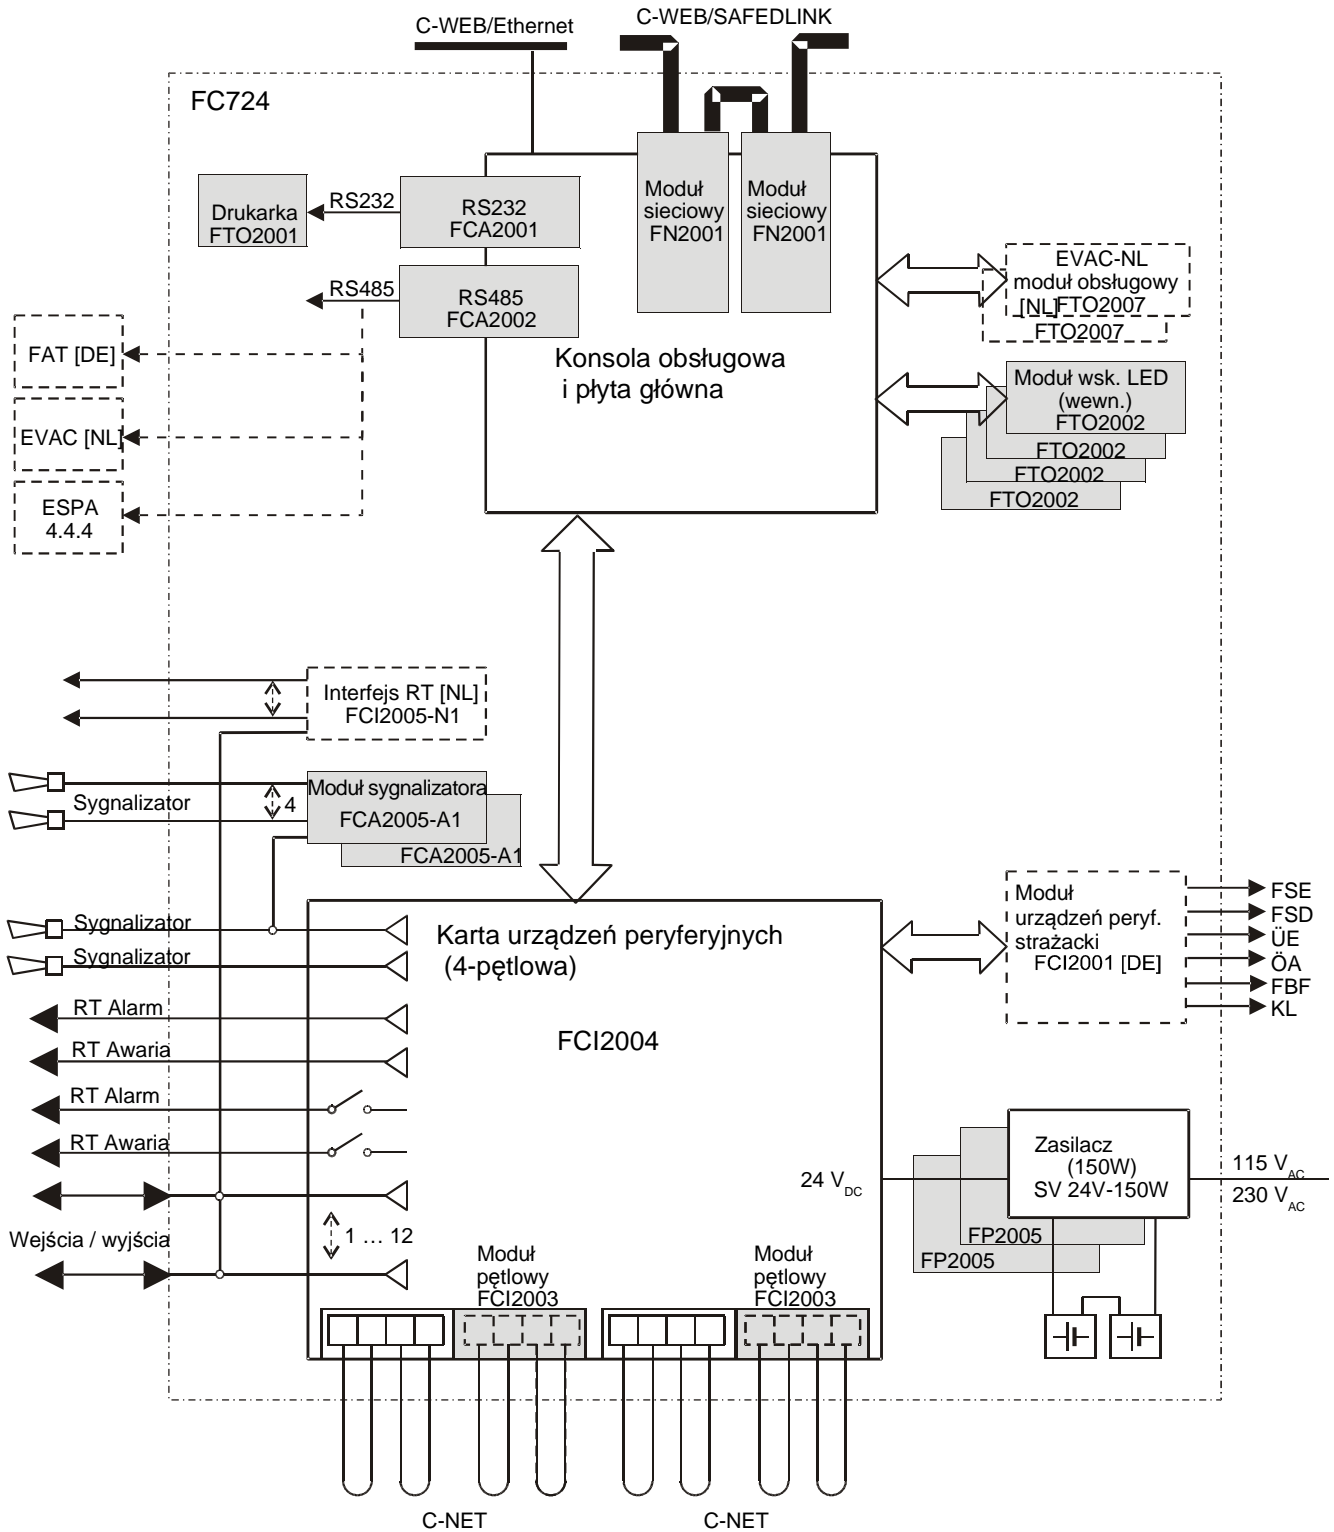 C-WEB/Ethernet
C-WEB/SAFEDLINK
FC724
Drukarka
FTO2001
RS232
RS232
FCA2001
RS485
RS485
FCA2002
Moduł
sieciowy
FN2001
Moduł
sieciowy
FN2001
Konsola obsługowa
i płyta główna
EVAC-NL
moduł obsługowy
[NL]FTO2007
FTO2007
Moduł wsk. LED
(wewn.)
FTO2002
FTO2002
FTO2002
FTO2002
FAT [DE]
EVAC [NL]
ESPA
4.4.4
Interfejs RT [NL]
FCI2005-N1
Sygnalizator
4
Moduł sygnalizatora
FCA2005-A1
FCA2005-A1
Sygnalizator
Sygnalizator
RT Alarm
RT Awaria
RT Alarm
RT Awaria
Wejścia / wyjścia
1 … 12
Karta urządzeń peryferyjnych
(4-pętlowa)
FCI2004
Moduł
urządzeń peryf.
strażacki
FCI2001 [DE]
FSE
FSD
ÜE
ÖA
FBF
KL
24 VDC
Zasilacz
(150W)
SV 24V-150W
FP2005
FP2005
115 VAC
230 VAC
Moduł
pętlowy
FCI2003
Moduł
pętlowy
FCI2003
C-NET
C-NET